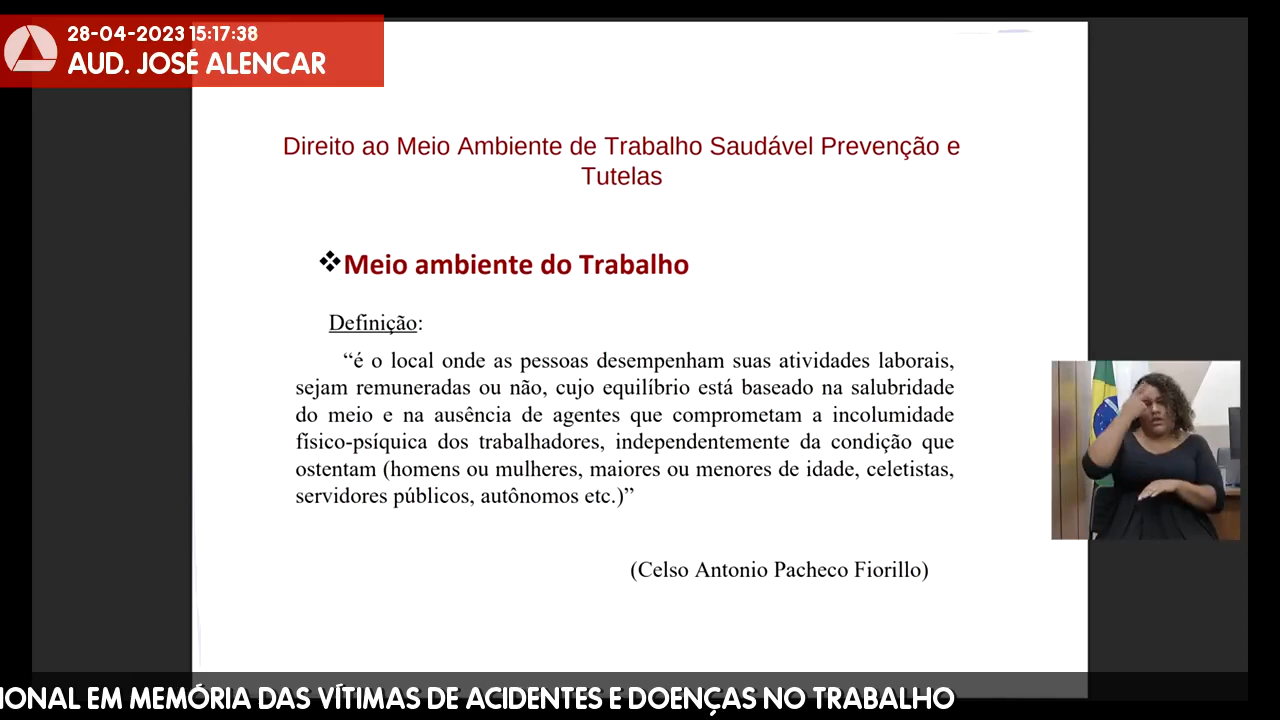 28-04-2023 15:17:38
AUD. JOSÉ ALENCAR
Direito ao Meio Ambiente de Trabalho Saudável Prevenção e
Tutelas
❖Meio ambiente do Trabalho
Definição:
“é o local onde as pessoas desempenham suas atividades laborais,
sejam remuneradas ou não, cujo equilíbrio está baseado na salubridade
do meio e na ausência de agentes que comprometam a incolumidade
físico-psíquica dos trabalhadores, independentemente da condição que
ostentam (homens ou mulheres, maiores ou menores de idade, celetistas,
servidores públicos, autônomos etc.)”
(Celso Antonio Pacheco Fiorillo)
IONAL EM MEMÓRIA DAS VÍTIMAS DE ACIDENTES E DOENÇAS NO TRABALHO